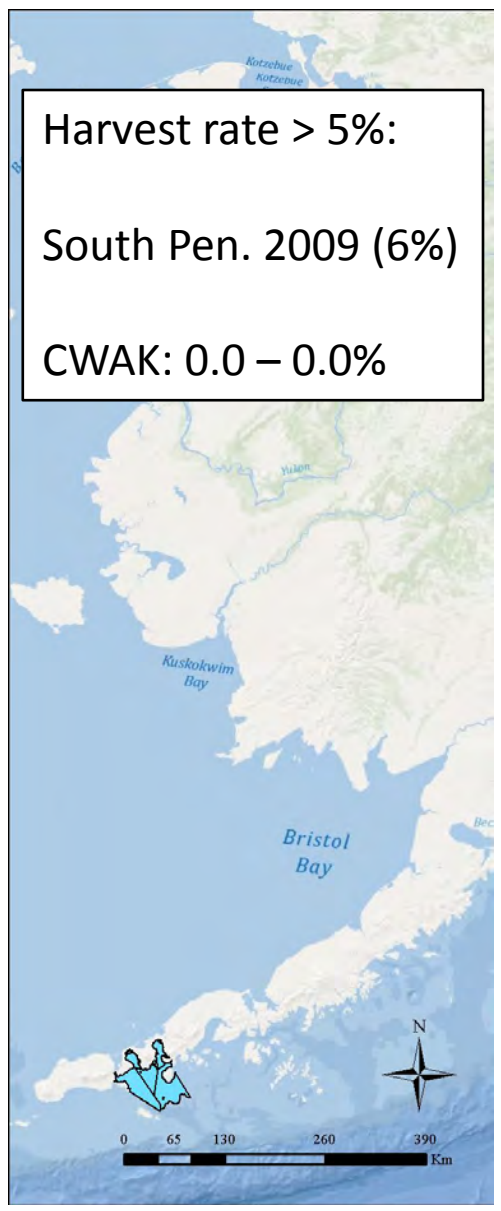 Kotzebue
Kotzebue
Harvest rate > 5%:
South Pen. 2009 (6%)
CWAK: 0.0 – 0.0%
Yukon
Kuskokwim
Bay
Bristol
Bay
Bec
N
0 65 130 260 390
Km